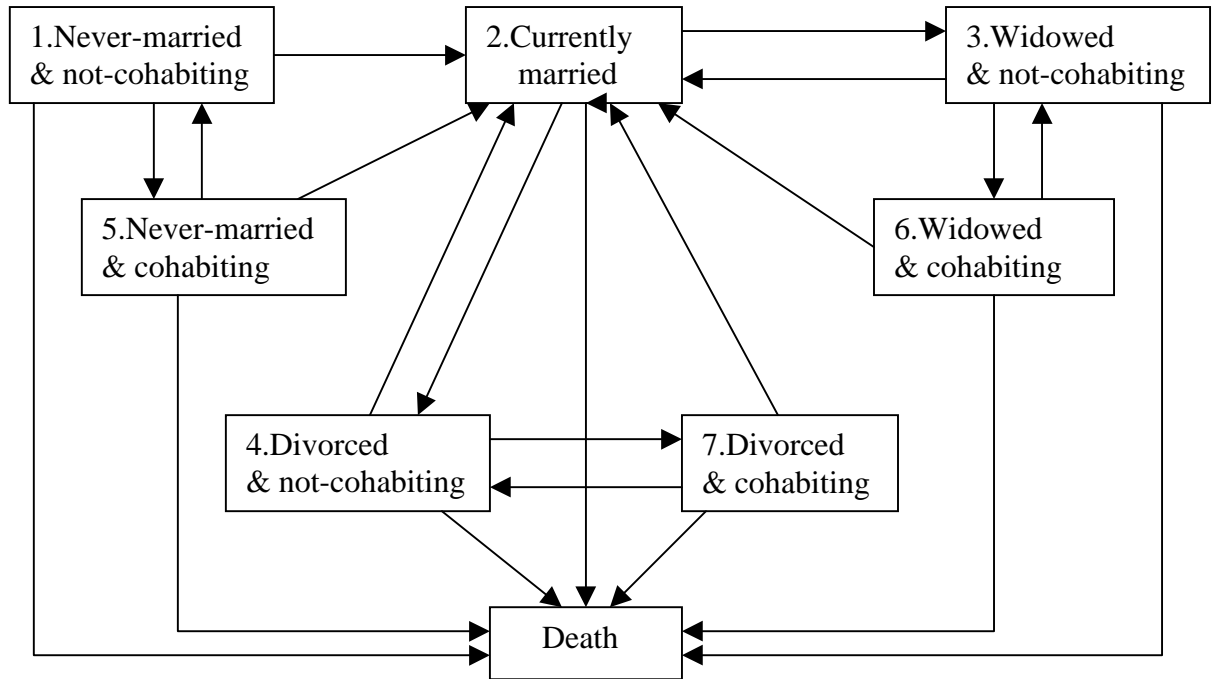 1.Never-married
& not-cohabiting
2.Currently
married
3.Widowed
& not-cohabiting
5.Never-married
& cohabiting
6.Widowed
& cohabiting
4.Divorced
& not-cohabiting
7.Divorced
& cohabiting
Death